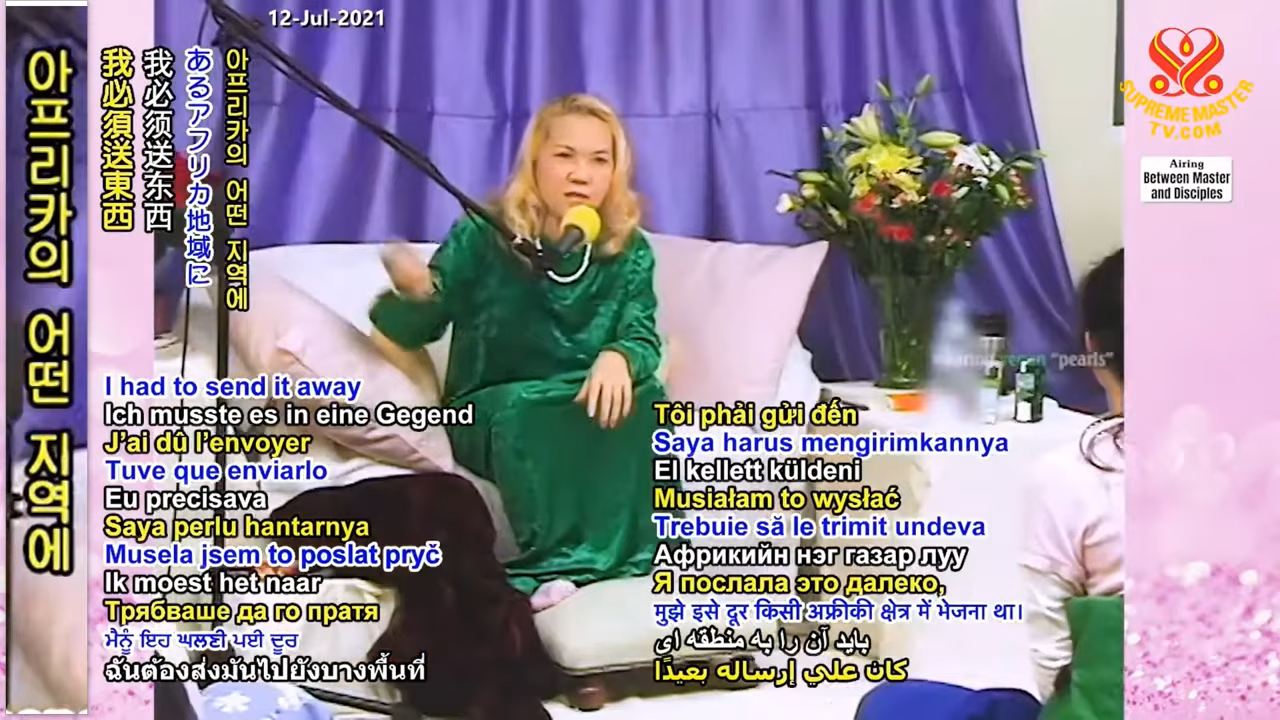 12-Jul-2021
SUPREME MASTER
TV.COM
Airing
Between Master
and Disciples
아프리카의 어떤 지역에
我必須送東西
我必须送东西
あるアフリカ地域に
아프리카의 어떤 지역에
"pearls"
I had to send it away
Ich musste es in eine Gegend
J'ai dû l'envoyer
Tuve que enviarlo
Eu precisava
Saya perlu hantarnya
Musela jsem to poslat pryč
Ik moest het naar
Трябваше да го пратя
ਮੈਨੂੰ ਇਹ ਘਲਣੀ ਪਈ ਦੂਰ
ฉันต้องส่งมันไปยังบางพื้นที่
Tôi phải gửi đến
Saya harus mengirimkannya
El kellett küldeni
Musiałam to wysłać
Trebuie să le trimit undeva
Африкийн нэг газар луу
Я послала это далеко,
मुझे इसे दूर किसी अफ्रीकी क्षेत्र में भेजना था।
باید آن را به منطقه ای
كان علي إرساله بعيدًا